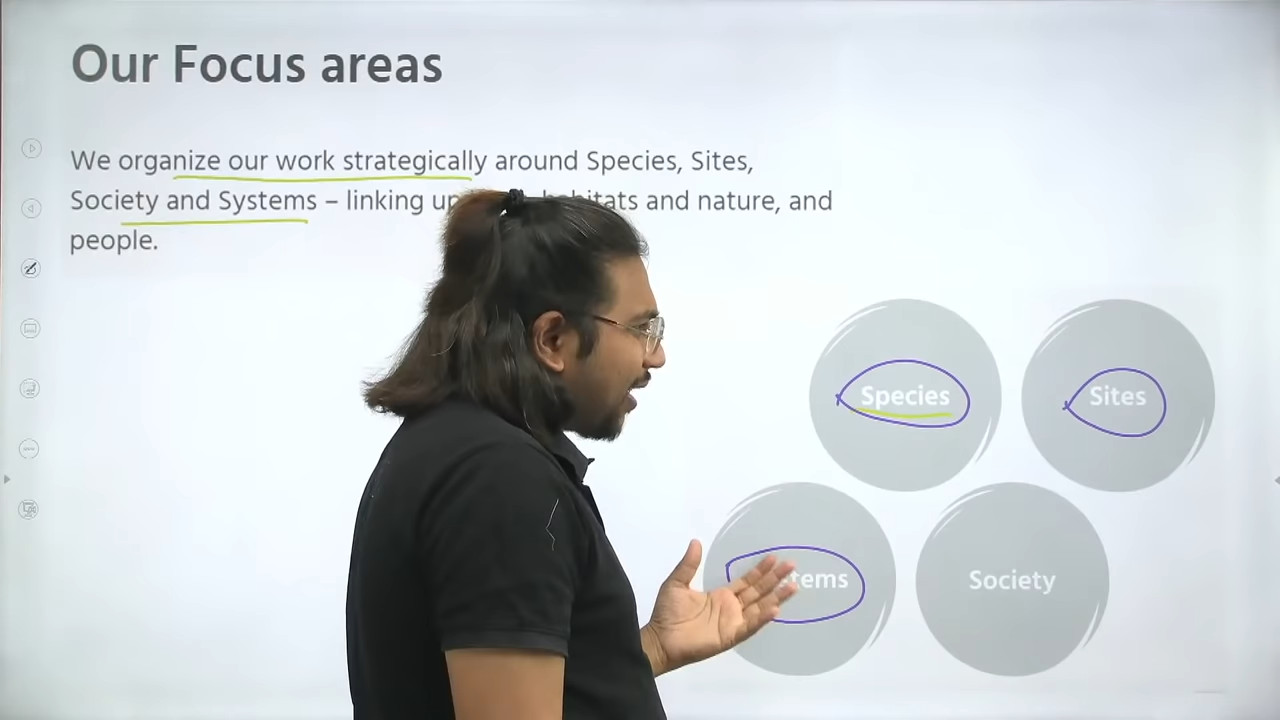 Our Focus areas
We organize our work strategically around Species, Sites,
Society and Systems – linking habitats and nature, and
people.
Species
Sites
Society